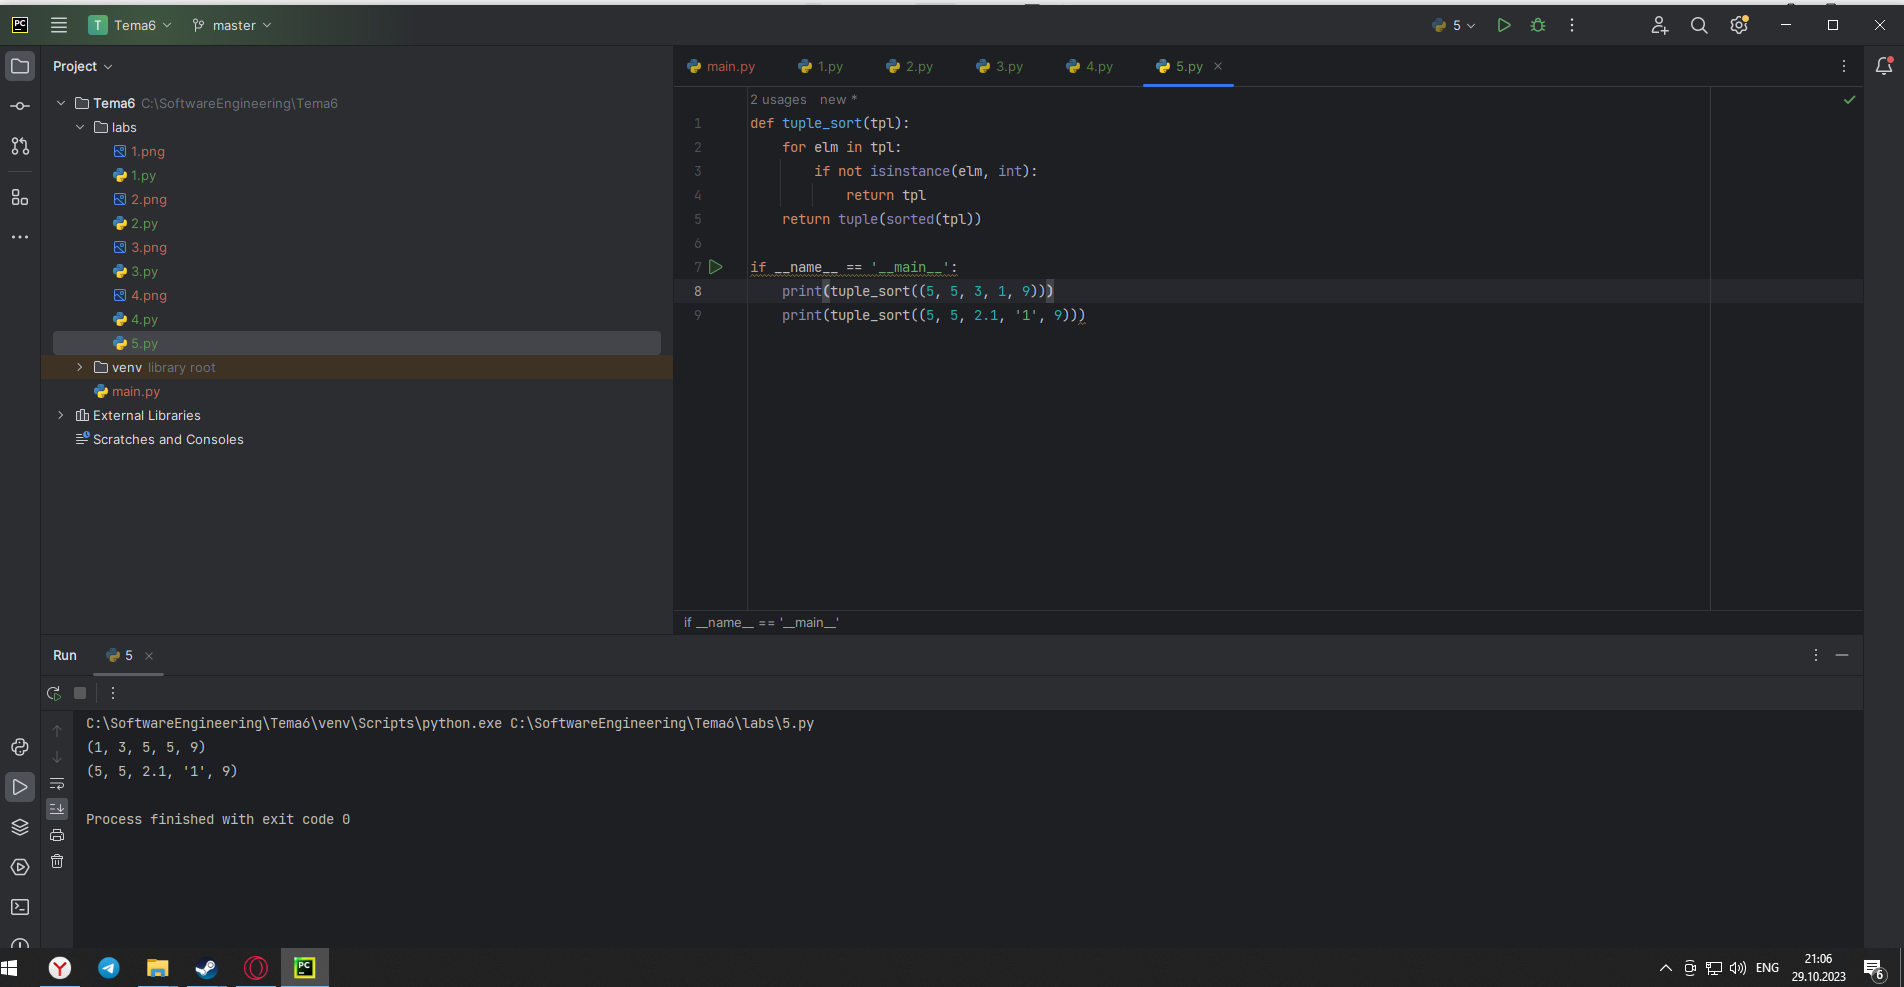 PC
T Tema6
master
5
Project
main.py
1.py
2.py
3.py
4.py
5.py
Tema6 C:\SoftwareEngineering\Tema6
labs
1.png
1.py
2.png
2.py
3.png
3.py
4.png
4.py
5.py
venv library root
main.py
External Libraries
Scratches and Consoles
2 usages new *
1 def tuple_sort(tpl):
2 for elm in tpl:
3 if not isinstance(elm, int):
4 return tpl
5 return tuple(sorted(tpl))
6
7 if __name__ == '__main__':
8 print(tuple_sort((5, 5, 3, 1, 9)))
9 print(tuple_sort((5, 5, 2.1, '1', 9)))
if __name__ == '__main__'
Run
5
C:\SoftwareEngineering\Tema6\venv\Scripts\python.exe C:\SoftwareEngineering\Tema6\labs\5.py
(1, 3, 5, 5, 9)
(5, 5, 2.1, '1', 9)
Process finished with exit code 0
PC
ENG
21:06
29.10.2023
6